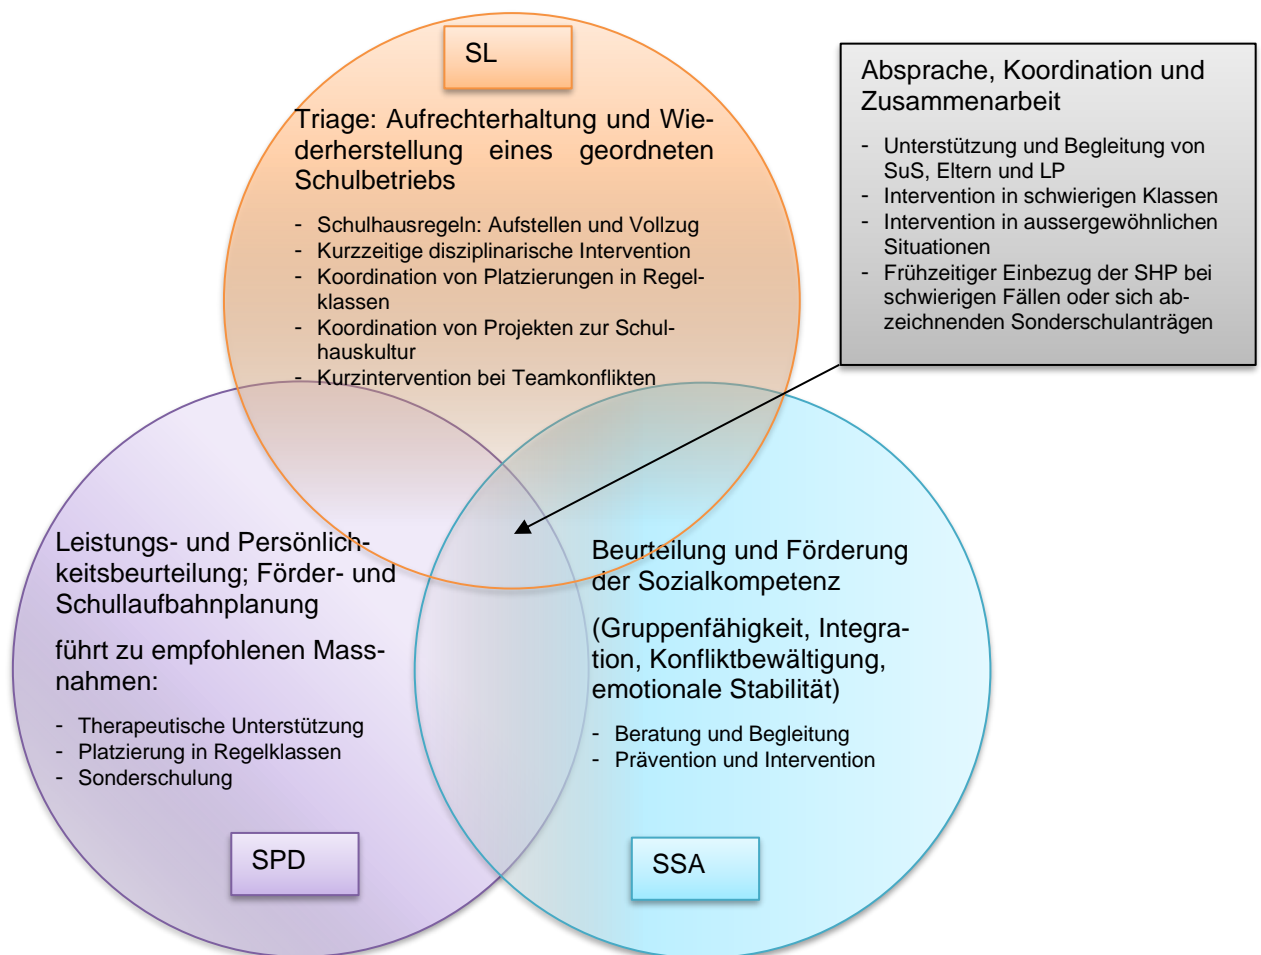 SL
Triage: Aufrechterhaltung und Wie-
derherstellung eines geordneten
Schulbetriebs
- Schulhausregeln: Aufstellen und Vollzug
- Kurzzeitige disziplinarische Intervention
- Koordination von Platzierungen in Regel-
klassen
- Koordination von Projekten zur Schul-
hauskultur
- Kurzintervention bei Teamkonflikten
Absprache, Koordination und
Zusammenarbeit
- Unterstützung und Begleitung von
SuS, Eltern und LP
- Intervention in schwierigen Klassen
- Intervention in aussergewöhnlichen
Situationen
- Frühzeitiger Einbezug der SHP bei
schwierigen Fällen oder sich ab-
zeichnenden Sonderschulanträgen
Leistungs- und Persönlich-
keitsbeurteilung; Förder- und
Schullaufbahnplanung
führt zu empfohlenen Mass-
nahmen:
- Therapeutische Unterstützung
- Platzierung in Regelklassen
- Sonderschulung
SPD
Beurteilung und Förderung
der Sozialkompetenz
(Gruppenfähigkeit, Integra-
tion, Konfliktbewältigung,
emotionale Stabilität)
- Beratung und Begleitung
- Prävention und Intervention
SSA